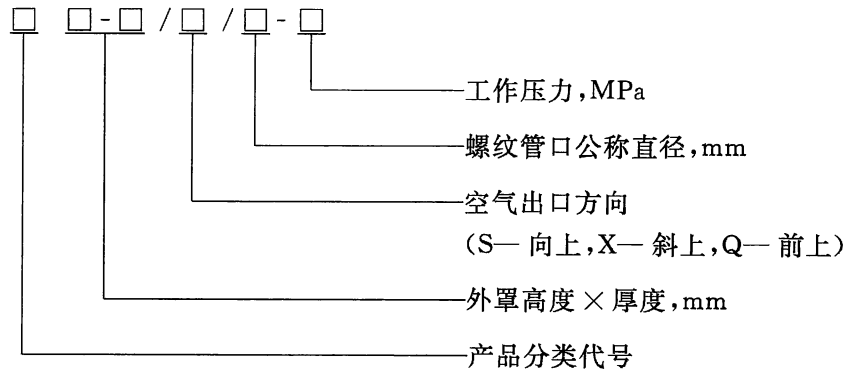 □ □-□/□/□-□
工作压力,MPa
螺纹管口公称直径,mm
空气出口方向
(S—向上,X—斜上,Q—前上)
外罩高度×厚度,mm
产品分类代号